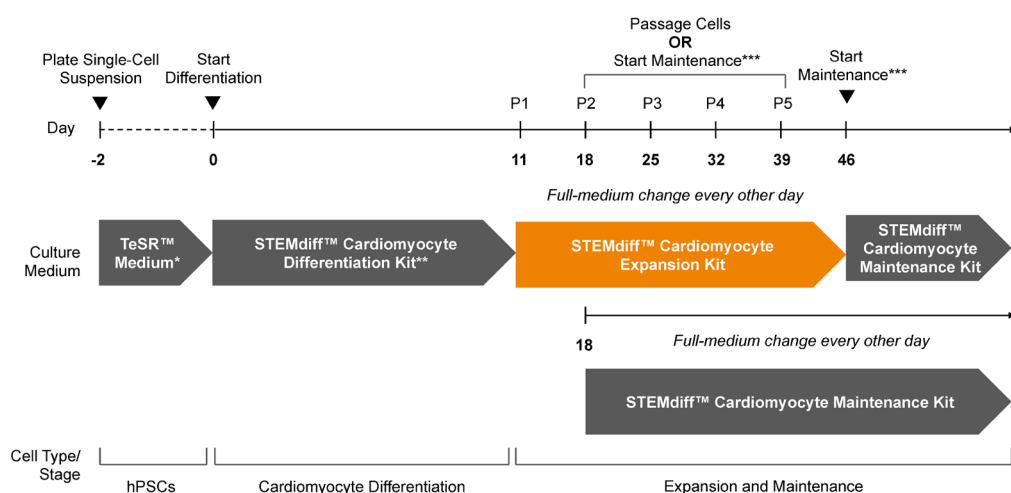 Passage Cells
OR
Start Maintenance***
Plate Single-Cell
Suspension
Start
Differentiation
Start
Maintenance***
P1 P2 P3 P4 P5
Day
-2 0 11 18 25 32 39 46
Full-medium change every other day
Culture
Medium
TeSR™
Medium*
STEMdiff™ Cardiomyocyte
Differentiation Kit**
STEMdiff™ Cardiomyocyte
Expansion Kit
STEMdiff™
Cardiomyocyte
Maintenance Kit
18
Full-medium change every other day
STEMdiff™ Cardiomyocyte Maintenance Kit
Cell Type/
Stage
hPSCs
Cardiomyocyte Differentiation
Expansion and Maintenance